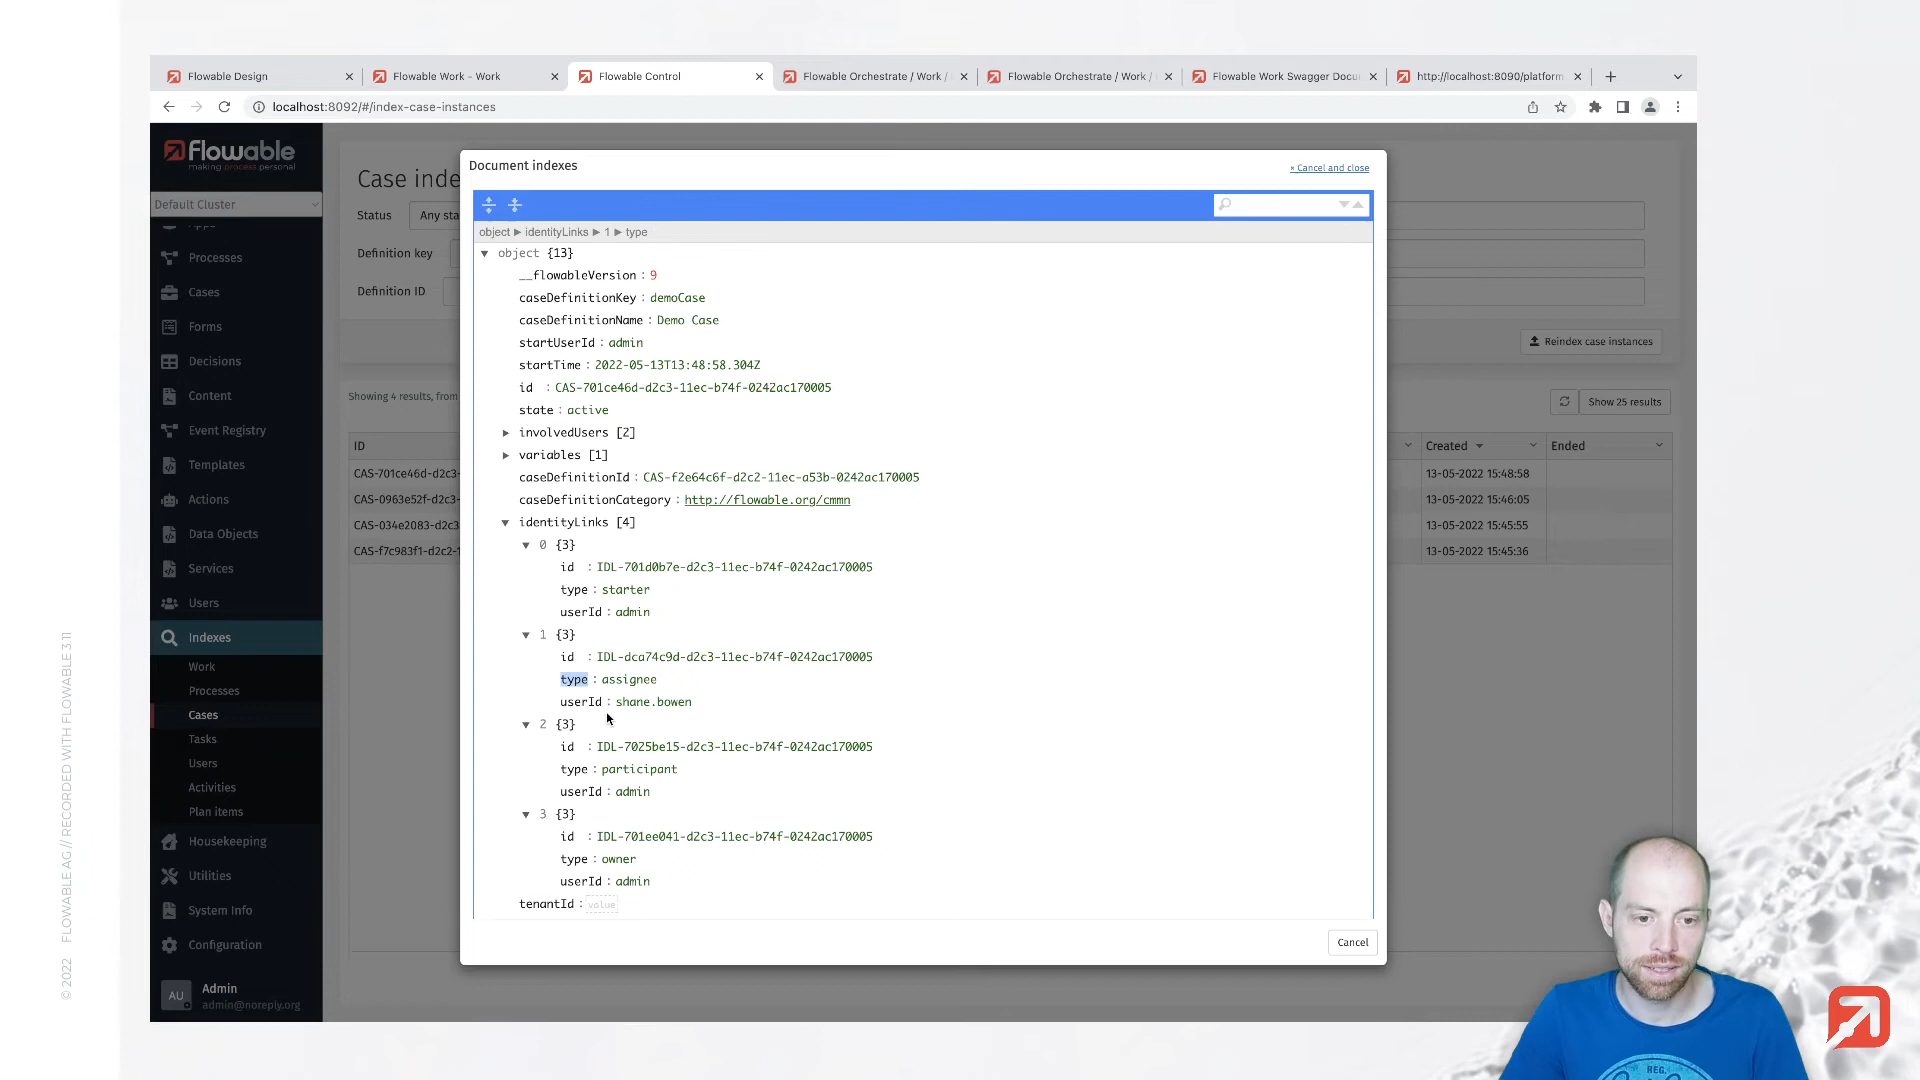 Flowable Design
Flowable Work - Work
Flowable Control
Flowable Orchestrate / Work /
Flowable Orchestrate / Work /
Flowable Work Swagger Docu
http://localhost:8090/platform
localhost:8092/#/index-case-instances
Flowable
making process personal
Default Cluster
Processes
Cases
Forms
Decisions
Content
Event Registry
Templates
Actions
Data Objects
Services
Users
Indexes
Work
Processes
Cases
Tasks
Users
Activities
Plan items
Housekeeping
Utilities
System Info
Configuration
AU
Admin
admin@noreply.org
Case inde
Status
Any sta
Definition key
Definition ID
Reindex case instances
Showing 4 results, from
Show 25 results
ID
Created
Ended
CAS-701ce46d-d2c3-
13-05-2022 15:48:58
CAS-0963e52f-d2c3-
13-05-2022 15:46:05
CAS-034e2083-d2c3-
13-05-2022 15:45:55
CAS-f7c983f1-d2c2-1
13-05-2022 15:45:36
Document indexes
× Cancel and close
object ▶ identityLinks ▶ 1 ▶ type
object {13}
__flowableVersion : 9
caseDefinitionKey : demoCase
caseDefinitionName : Demo Case
startUserId : admin
startTime : 2022-05-13T13:48:58.304Z
id : CAS-701ce46d-d2c3-11ec-b74f-0242ac170005
state : active
involvedUsers [2]
variables [1]
caseDefinitionId : CAS-f2e64c6f-d2c2-11ec-a53b-0242ac170005
caseDefinitionCategory : http://flowable.org/cmmn
identityLinks [4]
0 {3}
id : IDL-701d0b7e-d2c3-11ec-b74f-0242ac170005
type : starter
userId : admin
1 {3}
id : IDL-dca74c9d-d2c3-11ec-b74f-0242ac170005
type : assignee
userId : shane.bowen
2 {3}
id : IDL-7025be15-d2c3-11ec-b74f-0242ac170005
type : participant
userId : admin
3 {3}
id : IDL-701ee041-d2c3-11ec-b74f-0242ac170005
type : owner
userId : admin
tenantId : value
Cancel
© 2022 FLOWABLE AG // RECORDED WITH FLOWABLE 3.11
REG.